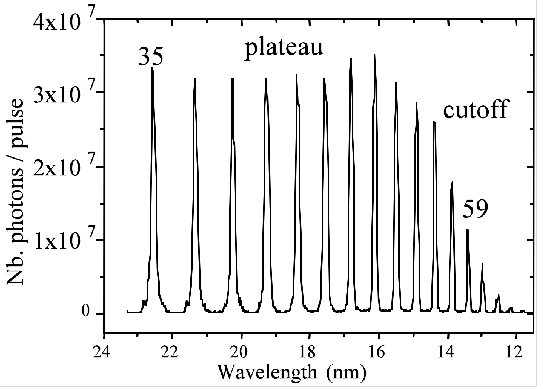 4x10 7
35
plateau
3x10 7
cutoff
2x10 7
59
1x10 7
0
24 22 20 18 16 14 12
Wavelength (nm)
Nb. photons / pulse